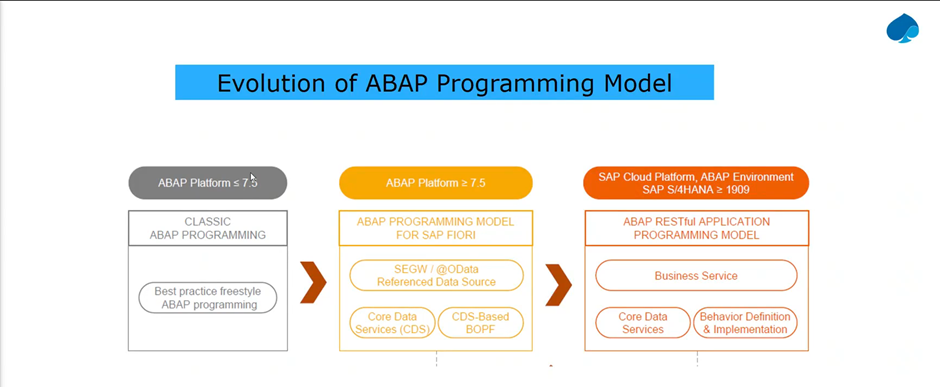 Evolution of ABAP Programming Model
ABAP Platform ≤ 7.5
CLASSIC
ABAP PROGRAMMING
Best practice freestyle
ABAP programming
ABAP Platform ≥ 7.5
ABAP PROGRAMMING MODEL
FOR SAP FIORI
SEGW / @OData
Referenced Data Source
Core Data
Services (CDS)
CDS-Based
BOPF
SAP Cloud Platform, ABAP Environment
SAP S/4HANA ≥ 1909
ABAP RESTful APPLICATION
PROGRAMMING MODEL
Business Service
Core Data
Services
Behavior Definition
& Implementation